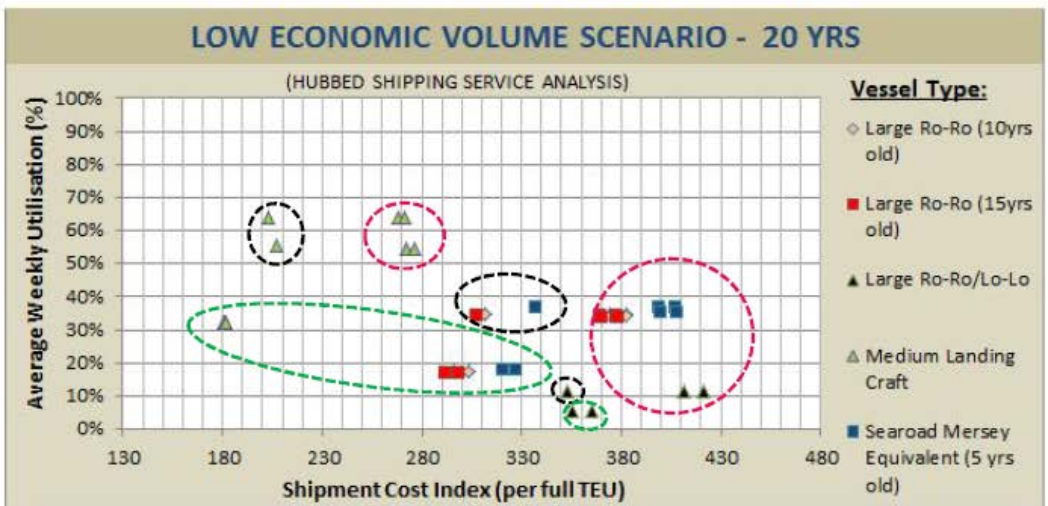 LOW ECONOMIC VOLUME SCENARIO - 20 YRS
(HUBBED SHIPPING SERVICE ANALYSIS)
Average Weekly Utilisation (%)
100%
90%
80%
70%
60%
50%
40%
30%
20%
10%
0%
130 180 230 280 330 380 430 480
Shipment Cost Index (per full TEU)
Vessel Type:
Large Ro-Ro (10yrs
old)
Large Ro-Ro (15yrs
old)
Large Ro-Ro/Lo-Lo
Medium Landing
Craft
Searoad Mersey
Equivalent (5 yrs
old)